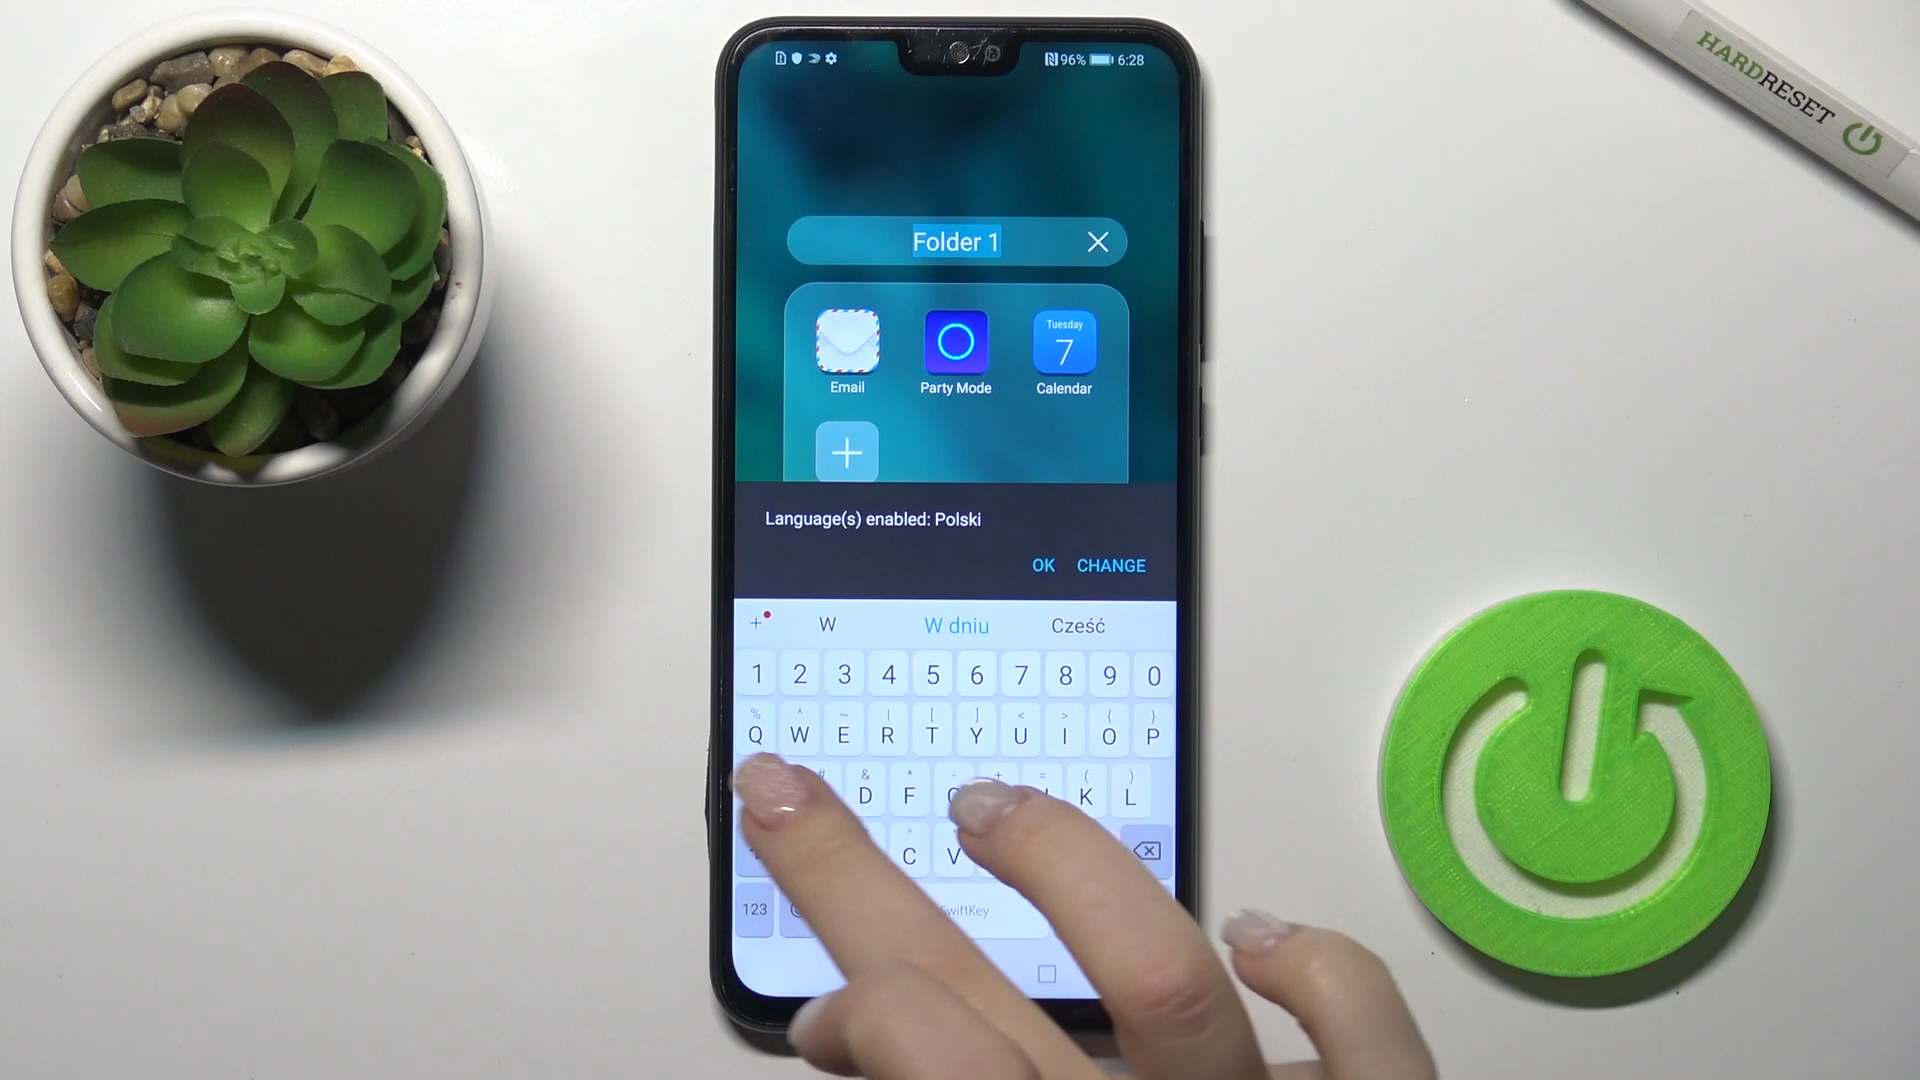 HARDRESET
96% 6:28
Folder 1
Tuesday
7
Email
Party Mode
Calendar
Language(s) enabled: Polski
OK CHANGE
W
W dniu
Cześć
1 2 3 4 5 6 7 8 9 0
% ^ ~ | [ ] < > { }
Q W E R T Y U I O P
# & * - + = ( )
D F K L
C V
123
SwiftKey